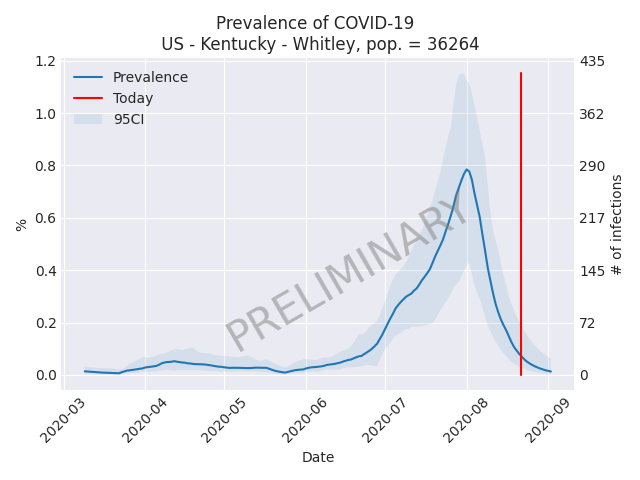 Prevalence of COVID-19
US - Kentucky - Whitley, pop. = 36264
Prevalence
Today
95CI
1.2
1.0
0.8
0.6
0.4
0.2
0.0
%
435
362
290
217
145
72
0
# of infections
PRELIMINARY
2020-03
2020-04
2020-05
2020-06
2020-07
2020-08
2020-09
Date